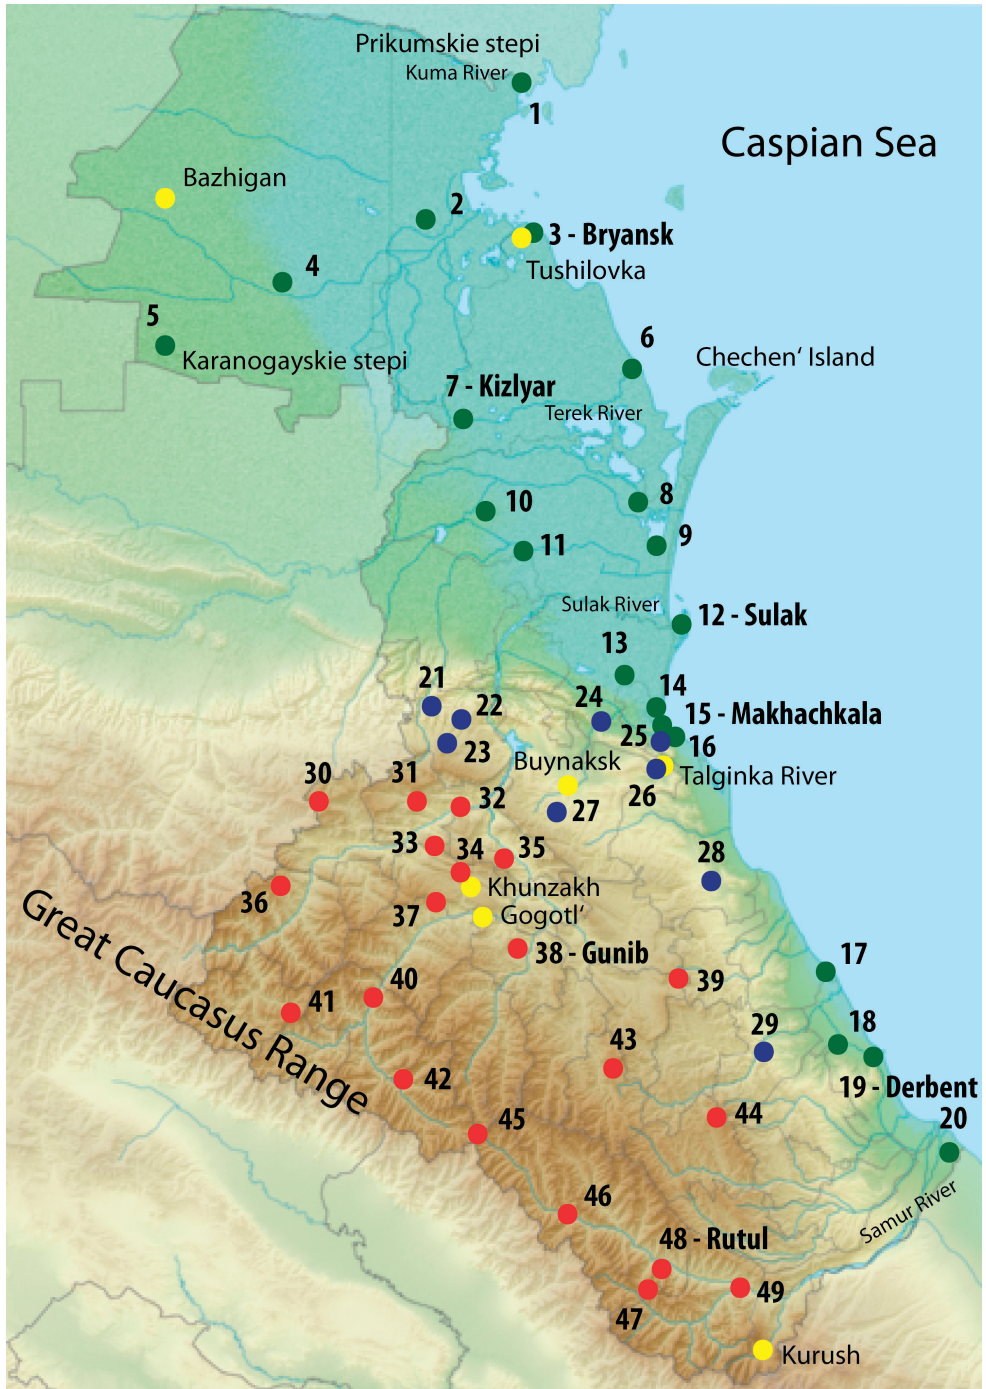 Prikumskie stepi
Kuma River
1
Caspian Sea
Bazhigan
2
3 - Bryansk
Tushilovka
4
5
Karanogayskie stepi
6
Chechen‘ Island
7 - Kizlyar
Terek River
8
10
9
11
Sulak River
12 - Sulak
13
14
21
22
24
15 - Makhachkala
25
16
23
Buynaksk
Talginka River
30
31
26
32
27
33
34
35
28
36
Khunzakh
37
Gogotl‘
Great Caucasus Range
38 - Gunib
17
39
40
41
18
29
43
42
19 - Derbent
44
20
45
46
Samur River
48 - Rutul
49
47
Kurush